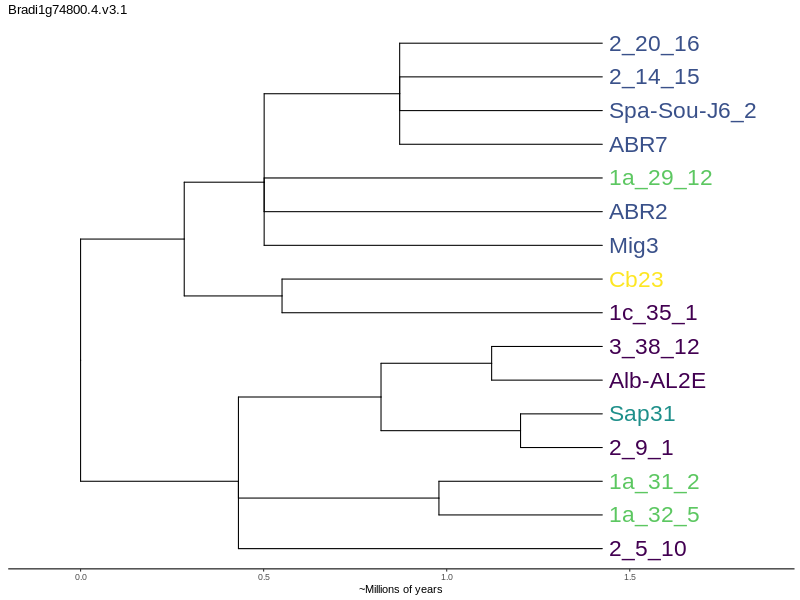 Bradi1g74800.4.v3.1
2_20_16
2_14_15
Spa-Sou-J6_2
ABR7
1a_29_12
ABR2
Mig3
Cb23
1c_35_1
3_38_12
Alb-AL2E
Sap31
2_9_1
1a_31_2
1a_32_5
2_5_10
0.0 0.5 1.0 1.5
~Millions of years